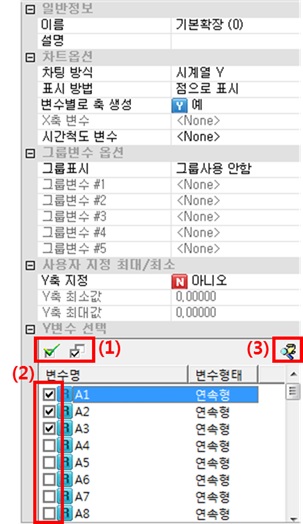 일반정보
이름 기본확장 (0)
설명
차트옵션
차팅 방식 시계열 Y
표시 방법 점으로 표시
변수별로 축 생성 Y 예
X축 변수 <None>
시간척도 변수 <None>
그룹변수 옵션
그룹표시 그룹사용 안함
그룹변수 #1 <None>
그룹변수 #2 <None>
그룹변수 #3 <None>
그룹변수 #4 <None>
그룹변수 #5 <None>
사용자 지정 최대/최소
Y축 지정 N 아니오
Y축 최소값 0,00000
Y축 최대값 0,00000
Y변수 선택
(1) (3)
(2) 변수명 변수형태
R A1 연속형
R A2 연속형
R A3 연속형
R A4 연속형
R A5 연속형
R A6 연속형
R A7 연속형
R A8 연속형